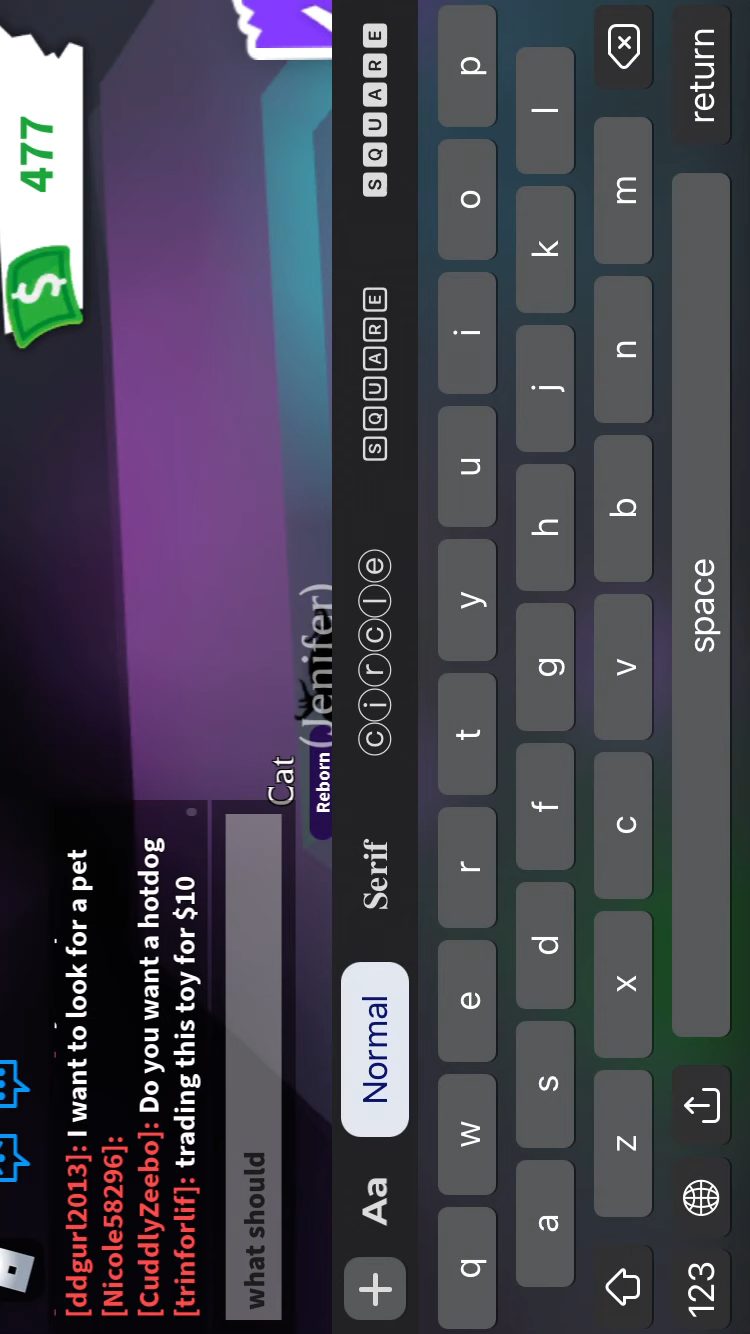 477
[ddgurl2013]: I want to look for a pet
[Nicole58296]:
[CuddlyZeebo]: Do you want a hotdog
[trinforlif]: trading this toy for $10
what should
Cat
(Jenifer)
Reborn
Aa
Normal
Serif
ⓒⓘⓡⓒⓛⓔ
🅂🅀🅄🄰🅁🄴
🆂🆀🆄🅰🆁🅴
q w e r t y u i o p
a s d f g h j k l
z x c v b n m
123 space return